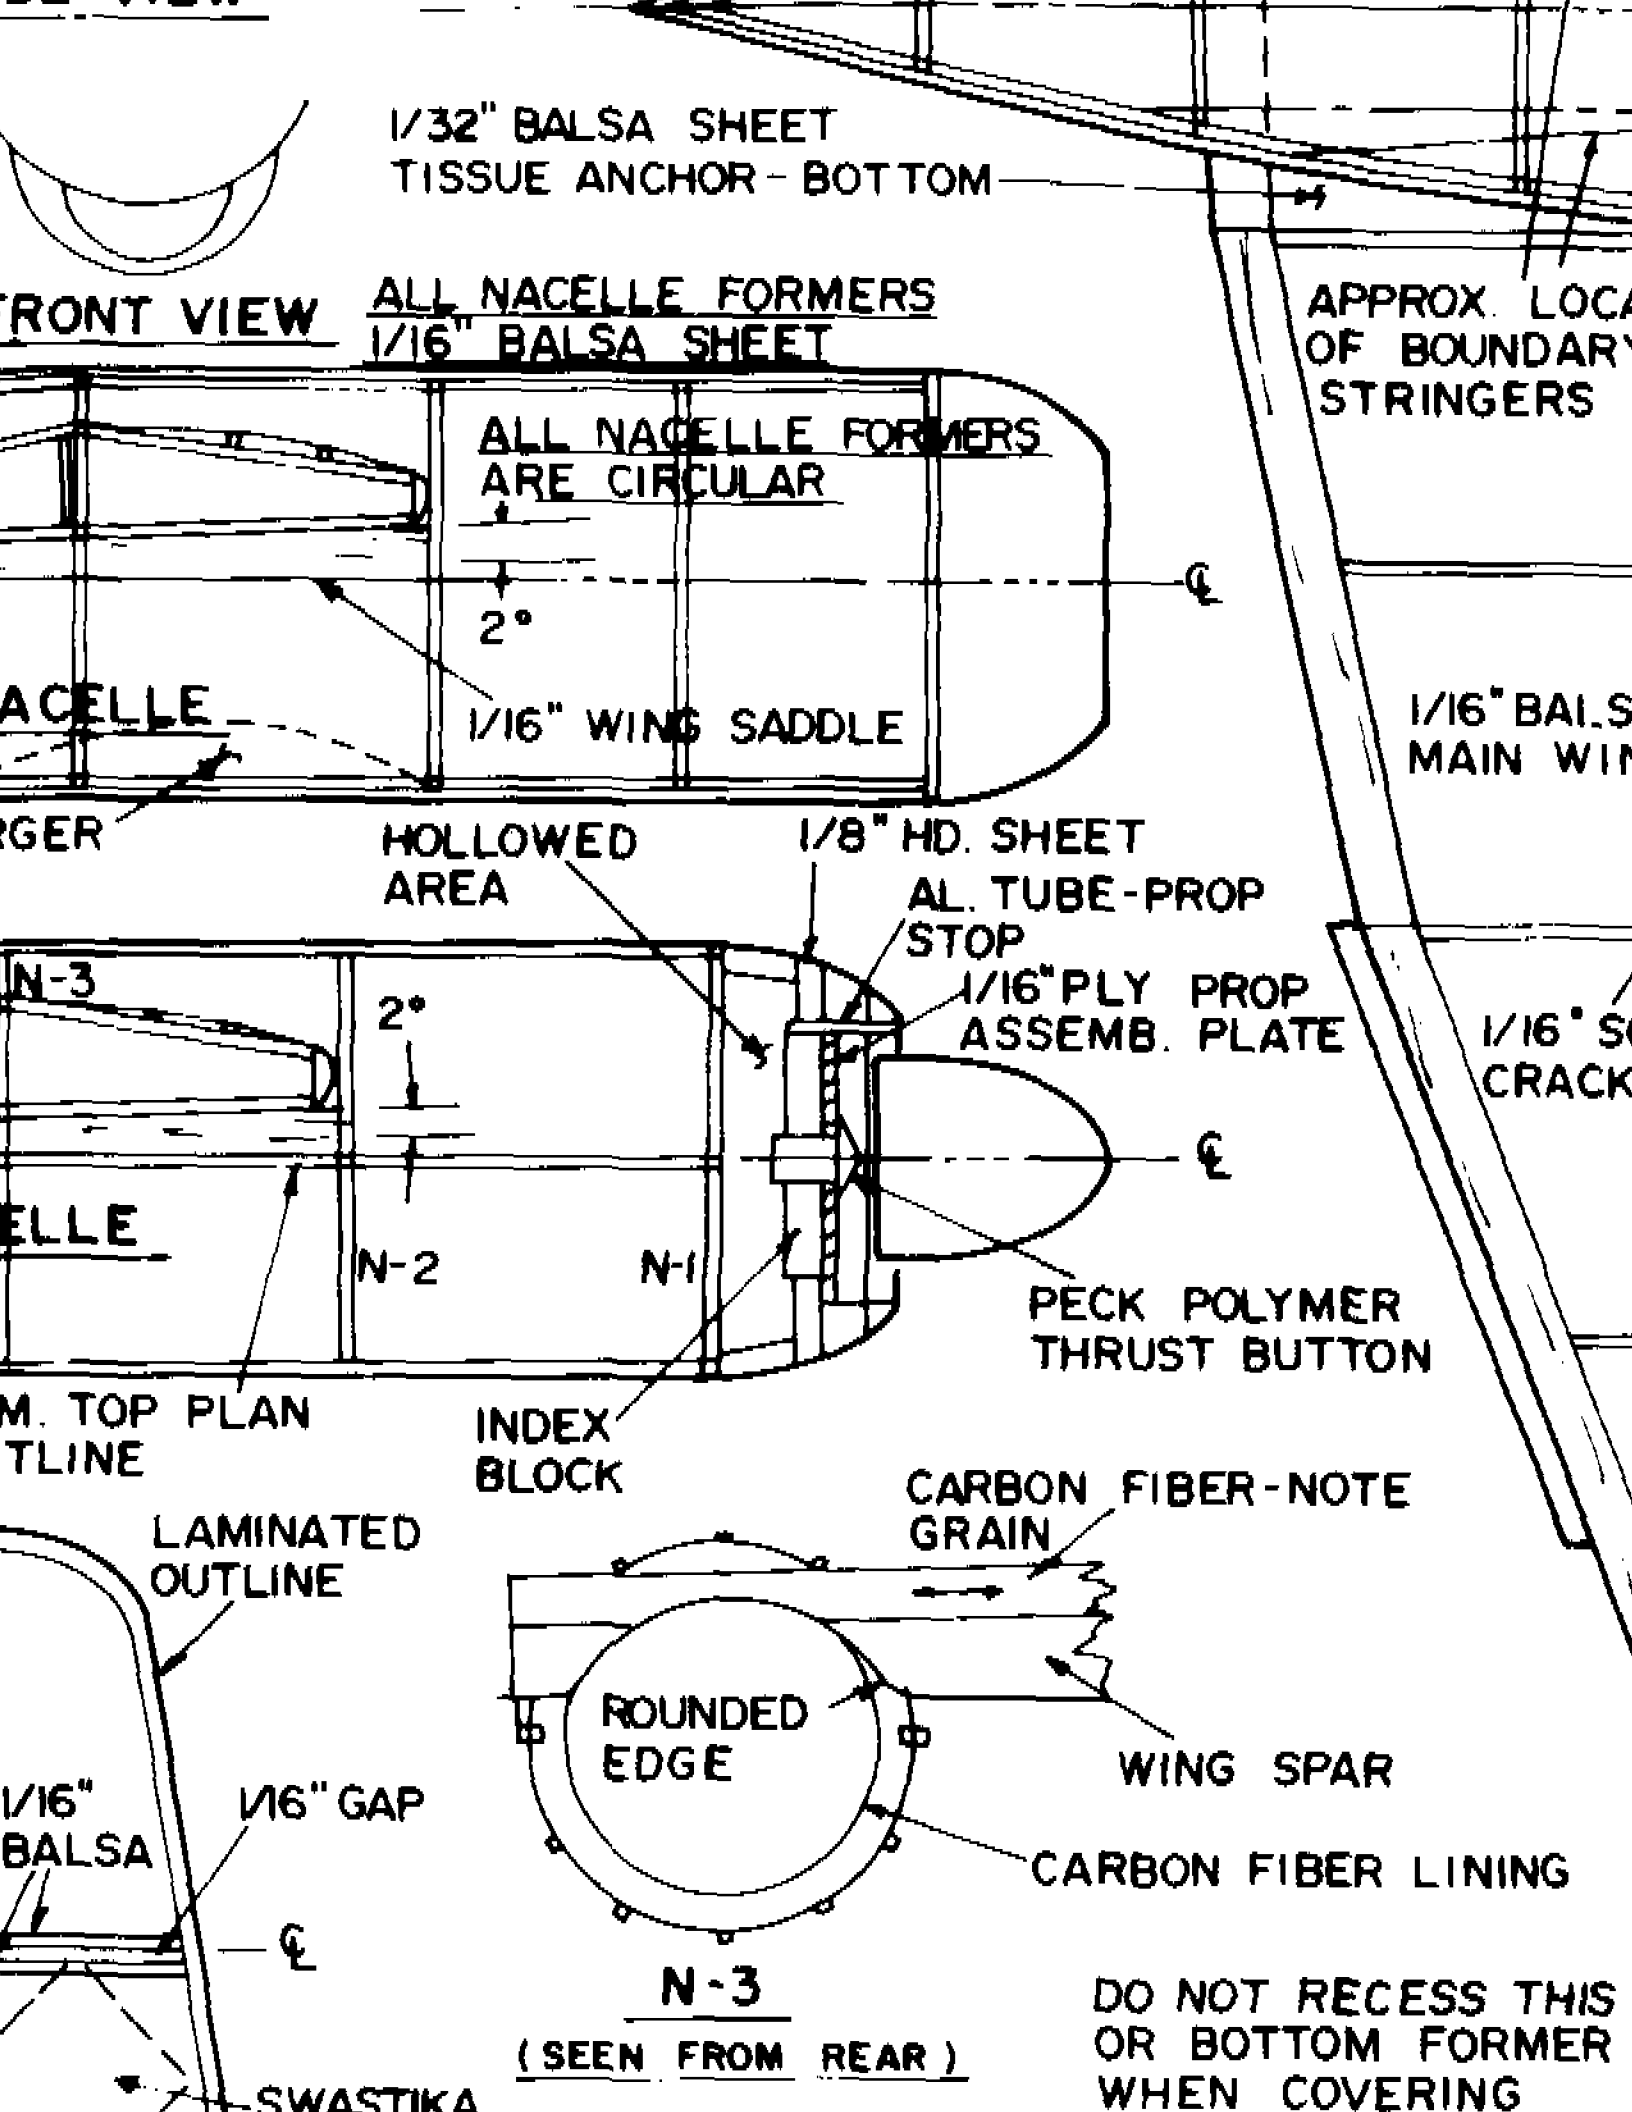 1/32" BALSA SHEET
TISSUE ANCHOR-BOTTOM
FRONT VIEW
ALL NACELLE FORMERS
1/16" BALSA SHEET
APPROX. LOCA
OF BOUNDARY
STRINGERS
ALL NACELLE FORMERS
ARE CIRCULAR
℄
2°
ACELLE
1/16" WING SADDLE
1/16" BALS
MAIN WIN
RGER
HOLLOWED
AREA
1/8" HD. SHEET
AL. TUBE-PROP
STOP
1/16" PLY PROP
ASSEMB. PLATE
N-3
2°
1/16" S
CRACK
℄
ELLE
N-2
N-1
PECK POLYMER
THRUST BUTTON
M. TOP PLAN
TLINE
INDEX
BLOCK
CARBON FIBER-NOTE
GRAIN
LAMINATED
OUTLINE
ROUNDED
EDGE
WING SPAR
1/16"
BALSA
1/16" GAP
CARBON FIBER LINING
℄
N-3
(SEEN FROM REAR)
DO NOT RECESS THIS
OR BOTTOM FORMER
WHEN COVERING
SWASTIKA